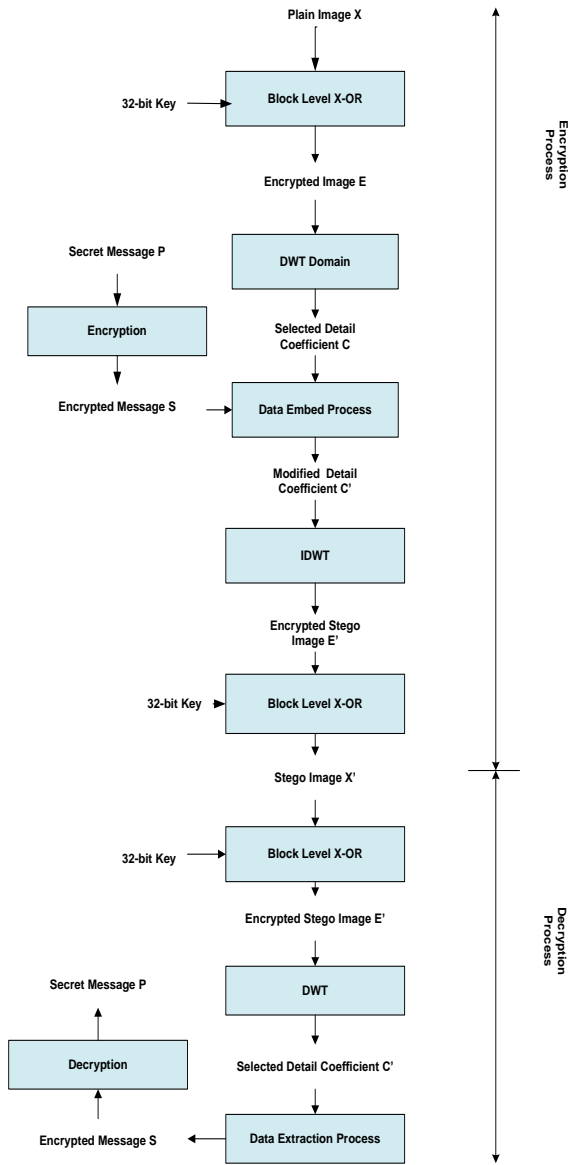 Plain Image X
32-bit Key
Block Level X-OR
Encrypted Image E
Secret Message P
DWT Domain
Encryption
Selected Detail
Coefficient C
Encrypted Message S
Data Embed Process
Modified Detail
Coefficient C'
IDWT
Encrypted Stego
Image E'
32-bit Key
Block Level X-OR
Stego Image X'
Encryption
Process
32-bit Key
Block Level X-OR
Encrypted Stego Image E'
Secret Message P
DWT
Decryption
Selected Detail Coefficient C'
Encrypted Message S
Data Extraction Process
Decryption
Process